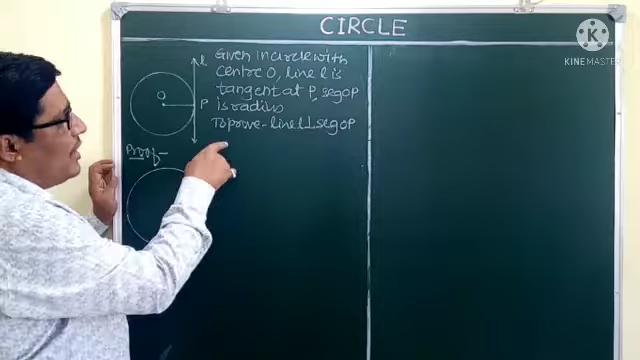 CIRCLE
KINEMASTER
Given in circle with
centre O, line l is
tangent at P, seg OP
is radius
To prove - line l ⊥ seg OP
l
O
P
Proof -